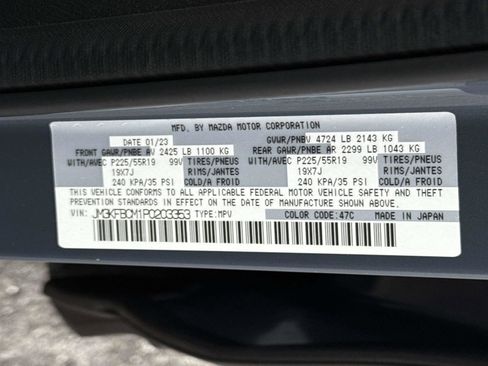 MFD. BY MAZDA MOTOR CORPORATION
DATE 01/23 GVWR/PNBV 4724 LB 2143 KG
FRONT GAWR/PNBE AV 2425 LB 1100 KG REAR GAWR/PNBE AR 2299 LB 1043 KG
WITH/AVEC P225/55R19 99V TIRES/PNEUS WITH/AVEC P225/55R19 99V TIRES/PNEUS
19X7J RIMS/JANTES 19X7J RIMS/JANTES
240 KPA/35 PSI COLD/A FROID 240 KPA/35 PSI COLD/A FROID
THIS VEHICLE CONFORMS TO ALL APPLICABLE FEDERAL MOTOR VEHICLE SAFETY AND THEFT
PREVENTION STANDARDS IN EFFECT ON THE DATE OF MANUFACTURE SHOWN ABOVE.
VIN: JM3KFBCM1P0203353 TYPE:MPV COLOR CODE:47C MADE IN JAPAN